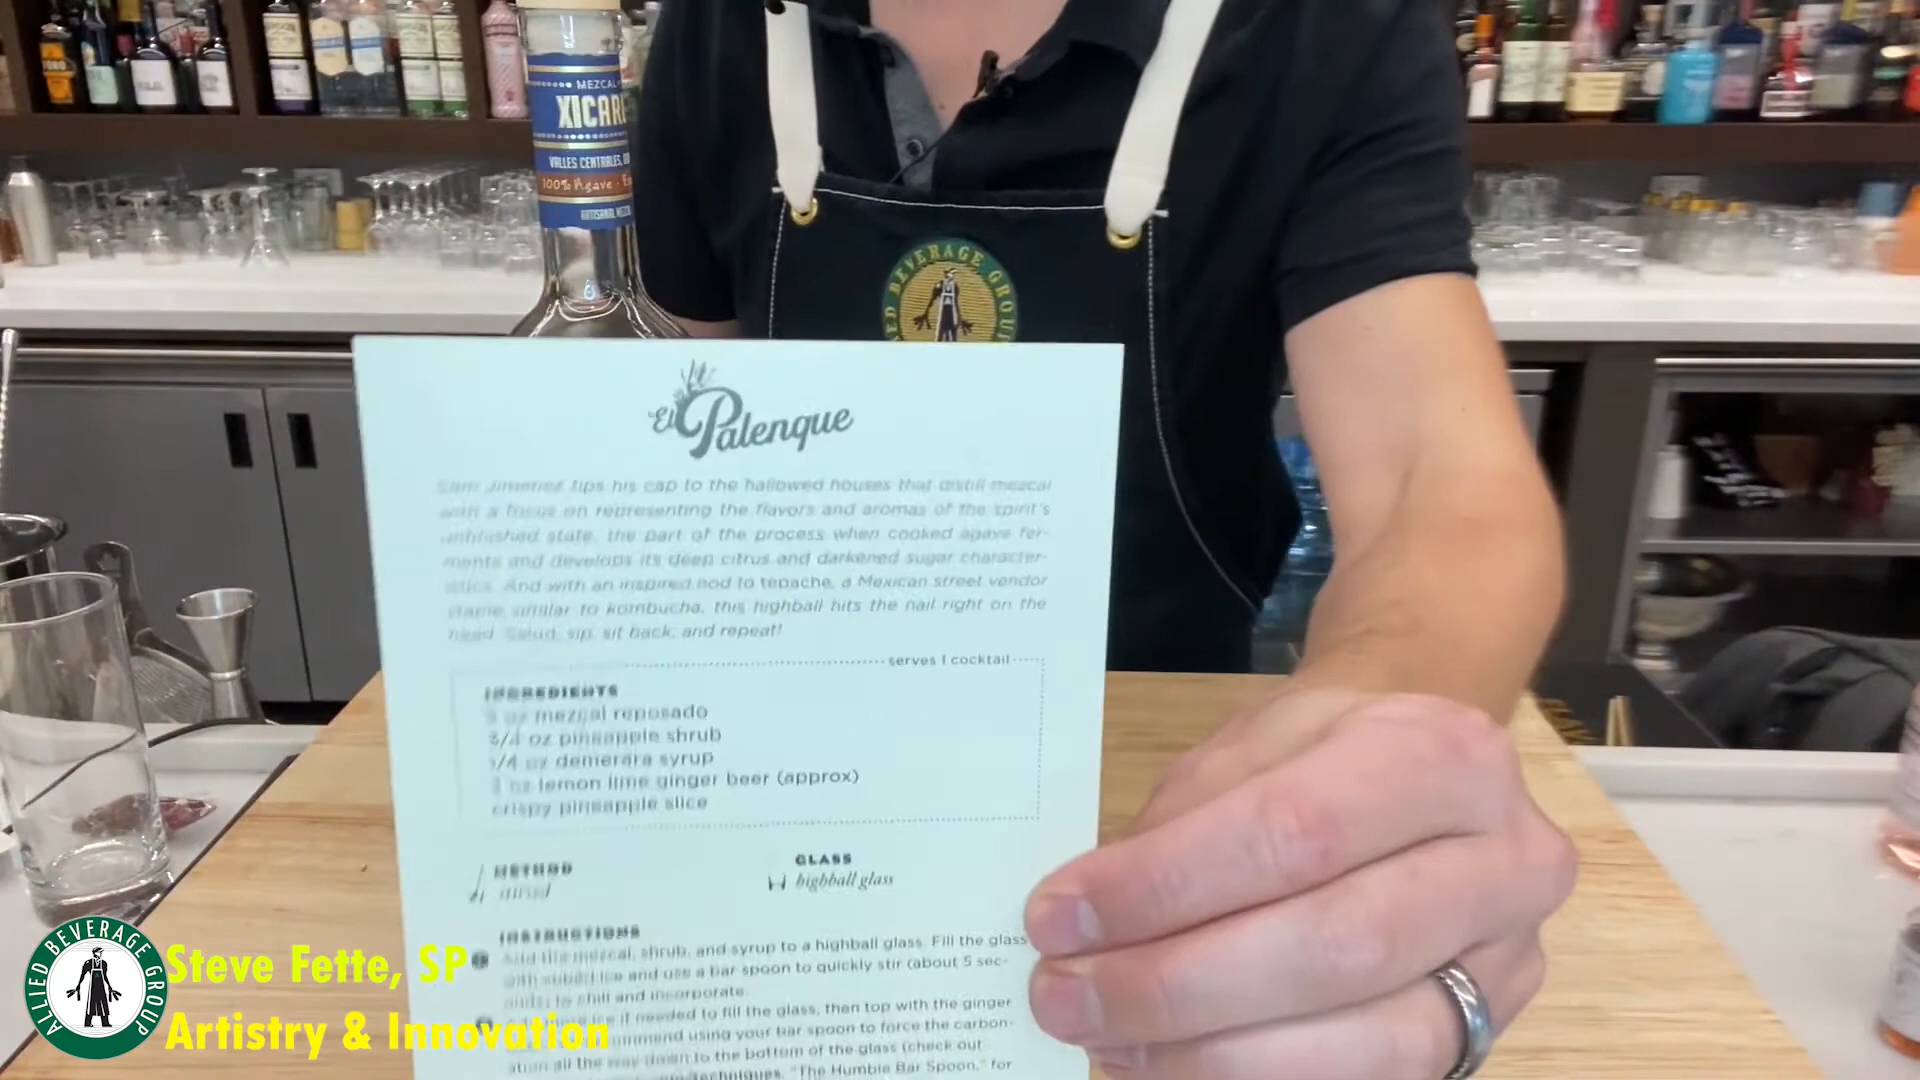 MEZCAL
XICAR
VALLES CENTRALES,
100% Agave
ARTISANAL MEZCAL
BEVERAGE GROUP
El Palenque
Sam Jimenez tips his cap to the hallowed houses that distill mezcal
with a focus on representing the flavors and aromas of the spirit's
unfinished state, the part of the process when cooked agave fer-
ments and develops its deep citrus and darkened sugar character-
istics. And with an inspired nod to tepache, a Mexican street vendor
staple similar to kombucha, this highball hits the nail right on the
head. Salud, sip, sit back, and repeat!
serves 1 cocktail
INGREDIENTS
oz mezcal reposado
3/4 oz pineapple shrub
1/4 oz demerara syrup
3 oz lemon lime ginger beer (approx)
crispy pineapple slice
METHOD
stirred
GLASS
highball glass
INSTRUCTIONS
Add the mezcal, shrub, and syrup to a highball glass. Fill the glass
with cubed ice and use a bar spoon to quickly stir (about 5 sec-
onds) to chill and incorporate.
ice if needed to fill the glass, then top with the ginger
using your bar spoon to force the carbon-
ation all the way down to the bottom of the glass (check out
techniques, "The Humble Bar Spoon," for
ALLIED BEVERAGE GROUP
Steve Fette, SP
Artistry & Innovation